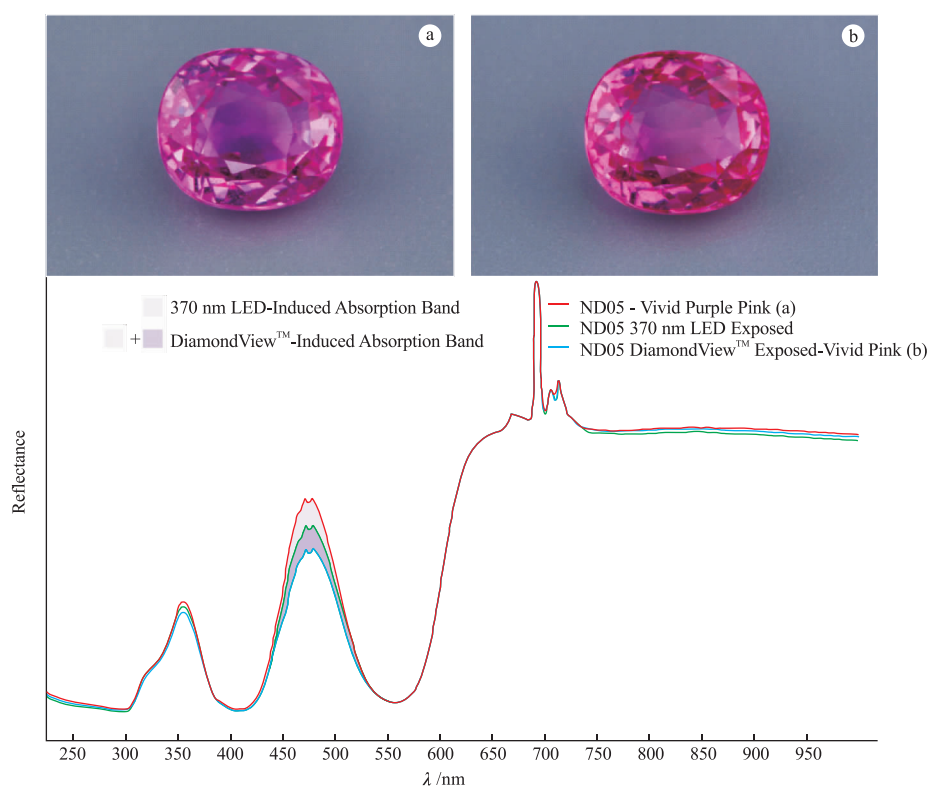 a
b
370 nm LED-Induced Absorption Band
+ DiamondView™-Induced Absorption Band
ND05 - Vivid Purple Pink (a)
ND05 370 nm LED Exposed
ND05 DiamondView™ Exposed-Vivid Pink (b)
Reflectance
250 300 350 400 450 500 550 600 650 700 750 800 850 900 950
λ /nm